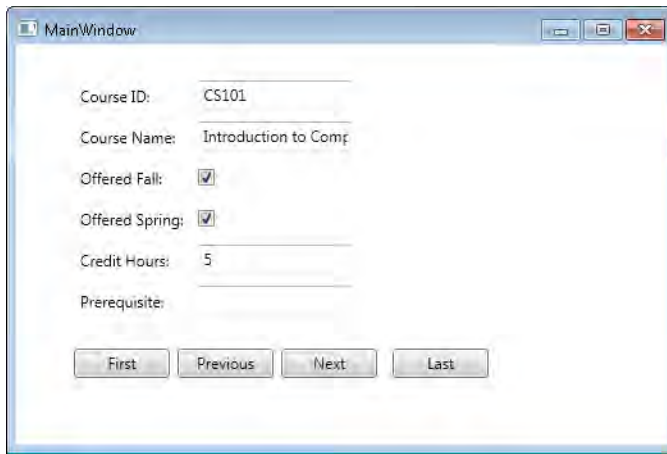 MainWindow
Course ID: CS101
Course Name: Introduction to Comp
Offered Fall:
Offered Spring:
Credit Hours: 5
Prerequisite:
First Previous Next Last